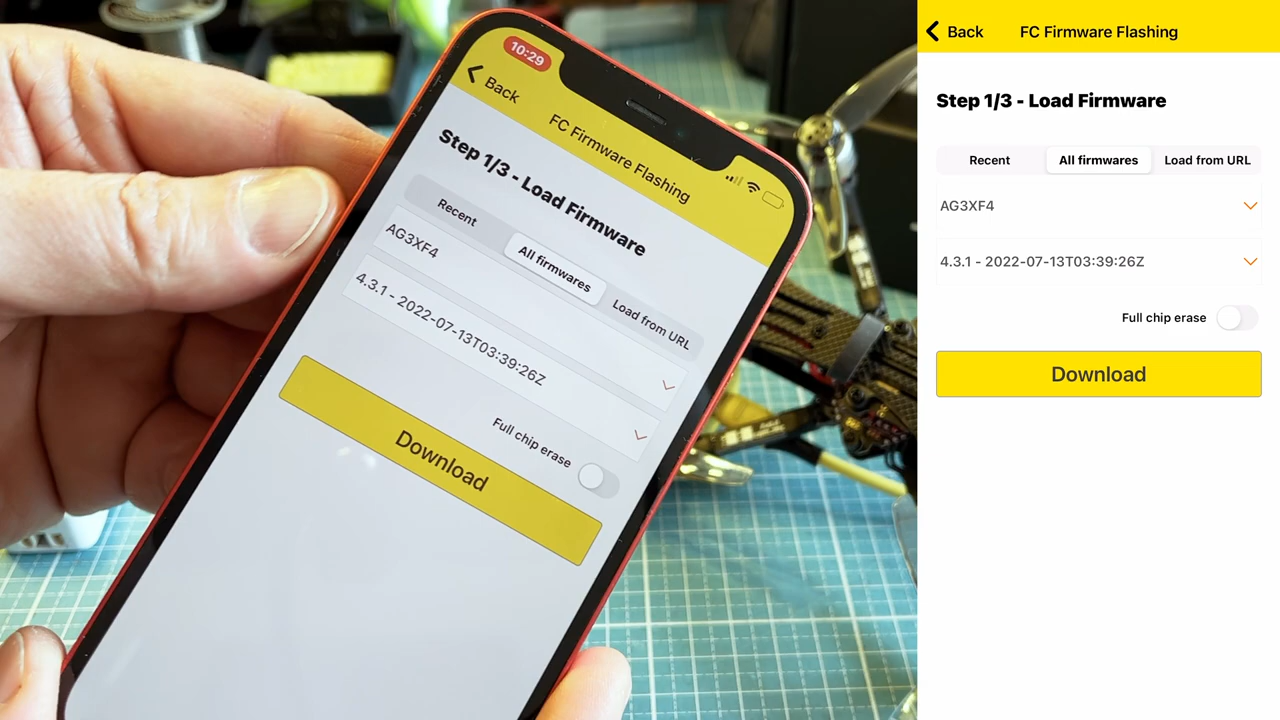 10:29
Back
FC Firmware Flashing
Step 1/3 - Load Firmware
Recent
All firmwares
Load from URL
AG3XF4
4.3.1 - 2022-07-13T03:39:26Z
Full chip erase
Download
Back
FC Firmware Flashing
Step 1/3 - Load Firmware
Recent
All firmwares
Load from URL
AG3XF4
4.3.1 - 2022-07-13T03:39:26Z
Full chip erase
Download